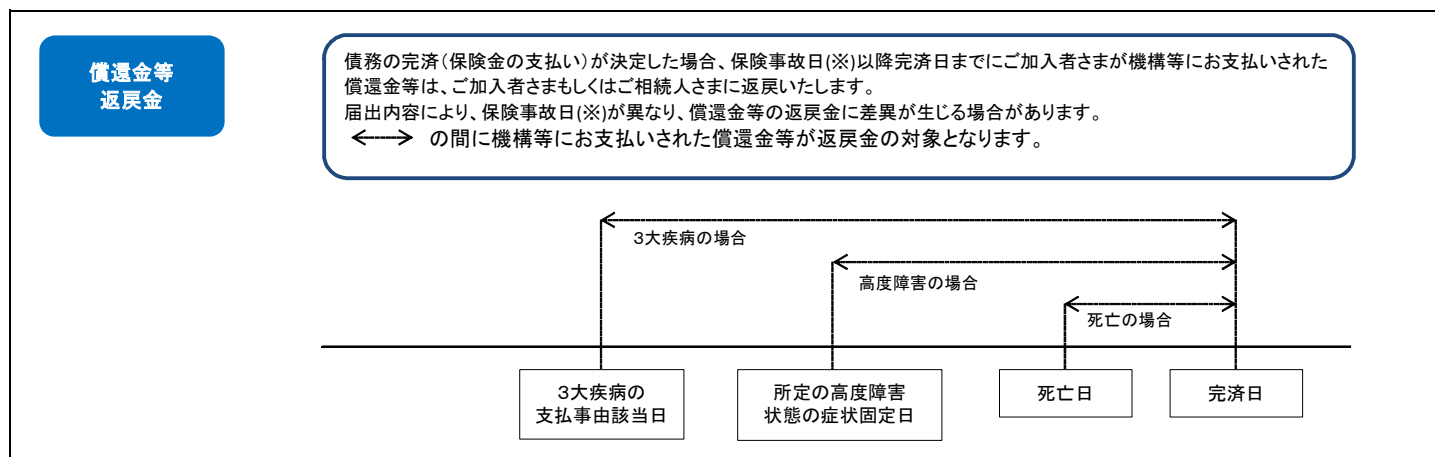 償還金等
返戻金
債務の完済(保険金の支払い)が決定した場合、保険事故日(※)以降完済日までにご加入者さまが機構等にお支払いされた
償還金等は、ご加入者さまもしくはご相続人さまに返戻いたします。
届出内容により、保険事故日(※)が異なり、償還金等の返戻金に差異が生じる場合があります。
の間に機構等にお支払いされた償還金等が返戻金の対象となります。
3大疾病の場合
高度障害の場合
死亡の場合
3大疾病の
支払事由該当日
所定の高度障害
状態の症状固定日
死亡日
完済日